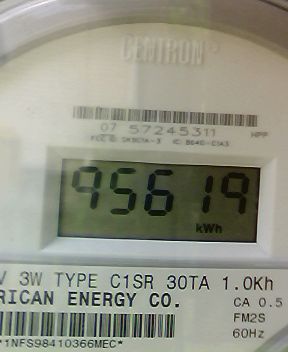 CENTRON
07 57245311 HPP
95619
kWh
V 3W TYPE C1SR 30TA 1.0Kh
RICAN ENERGY CO. CA 0.5
FM2S
60Hz
*1NFS98410366MEC*